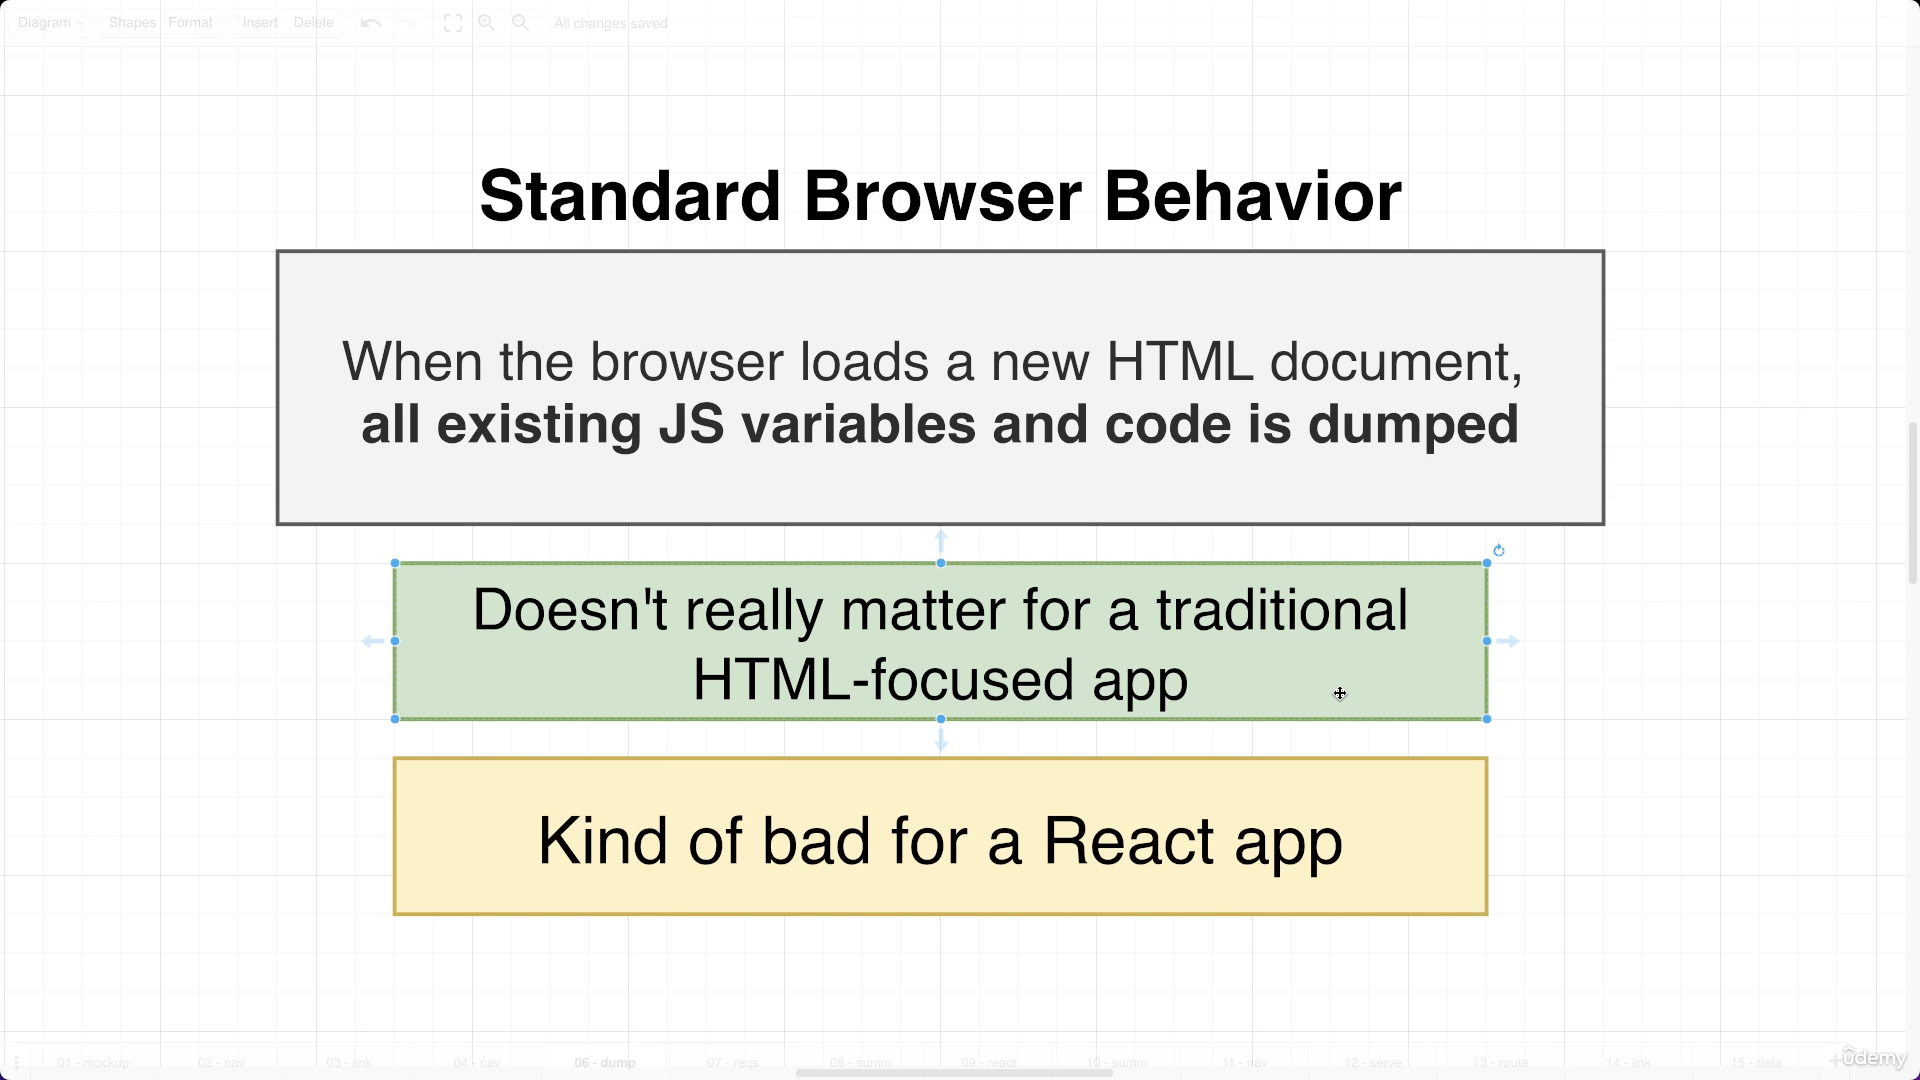 Diagram Shapes Format Insert Delete All changes saved
Standard Browser Behavior
When the browser loads a new HTML document,
all existing JS variables and code is dumped
Doesn't really matter for a traditional
HTML-focused app
Kind of bad for a React app
01 - mockup 02 - nav 03 - link 04 - nav 06 - dump 07 - reqs 08 - summ 09 - react 10 - summ 11 - nav 12 - serve 13 - route 14 - link 15 - data
ûdemy